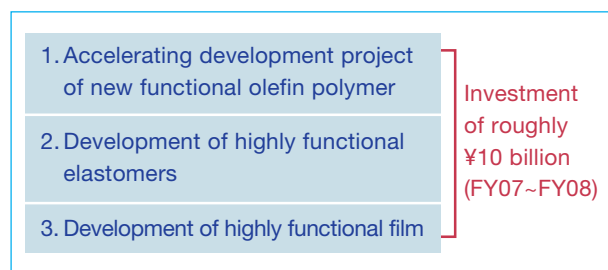 1. Accelerating development project
of new functional olefin polymer
2. Development of highly functional
elastomers
3. Development of highly functional film
Investment
of roughly
¥10 billion
(FY07~FY08)